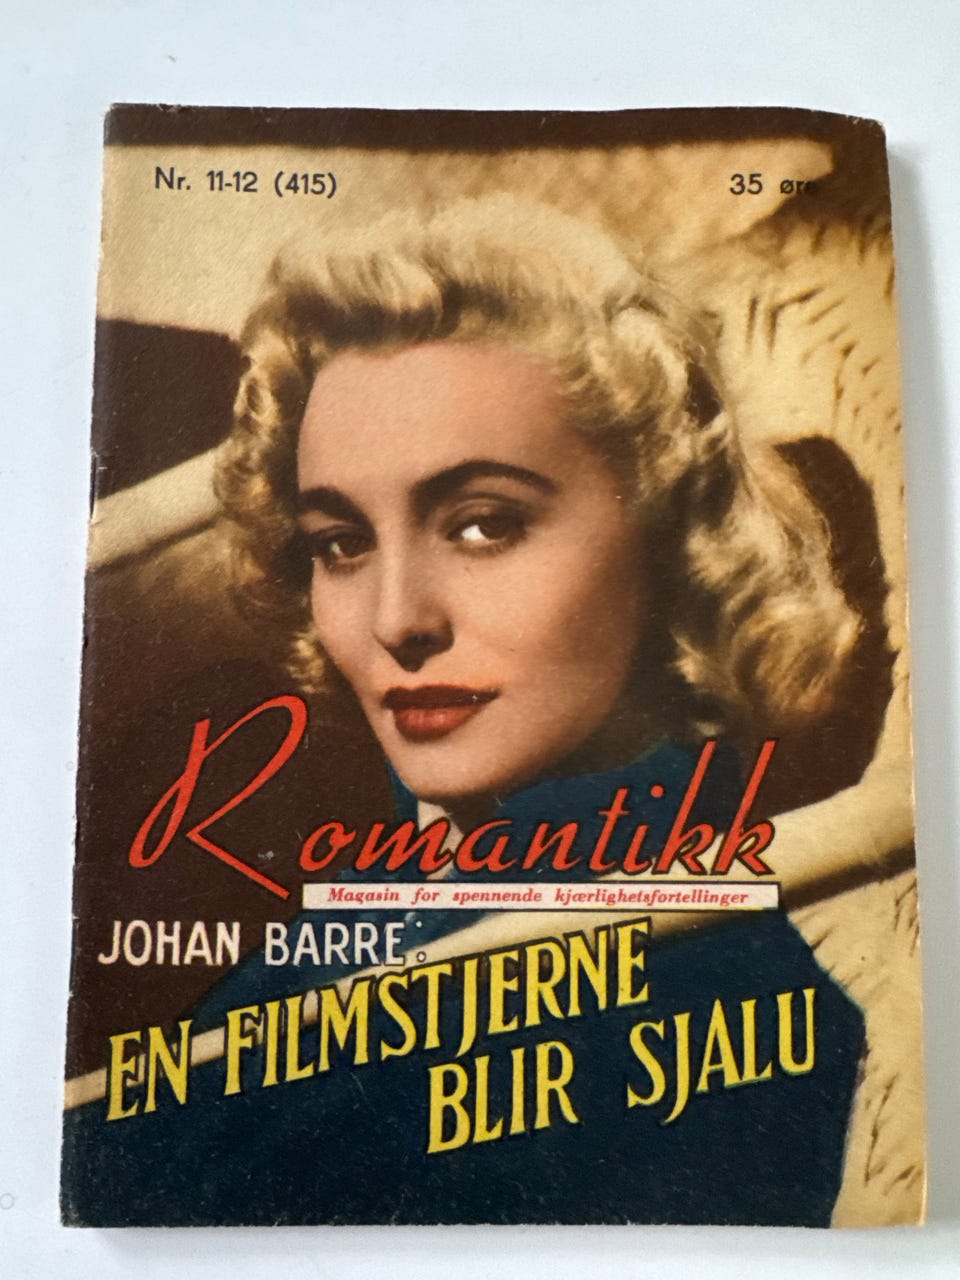 Nr. 11-12 (415)
35 øre
Romantikk
Magasin for spennende kjærlighetsfortellinger
JOHAN BARRE:
EN FILMSTJERNE
BLIR SJALU